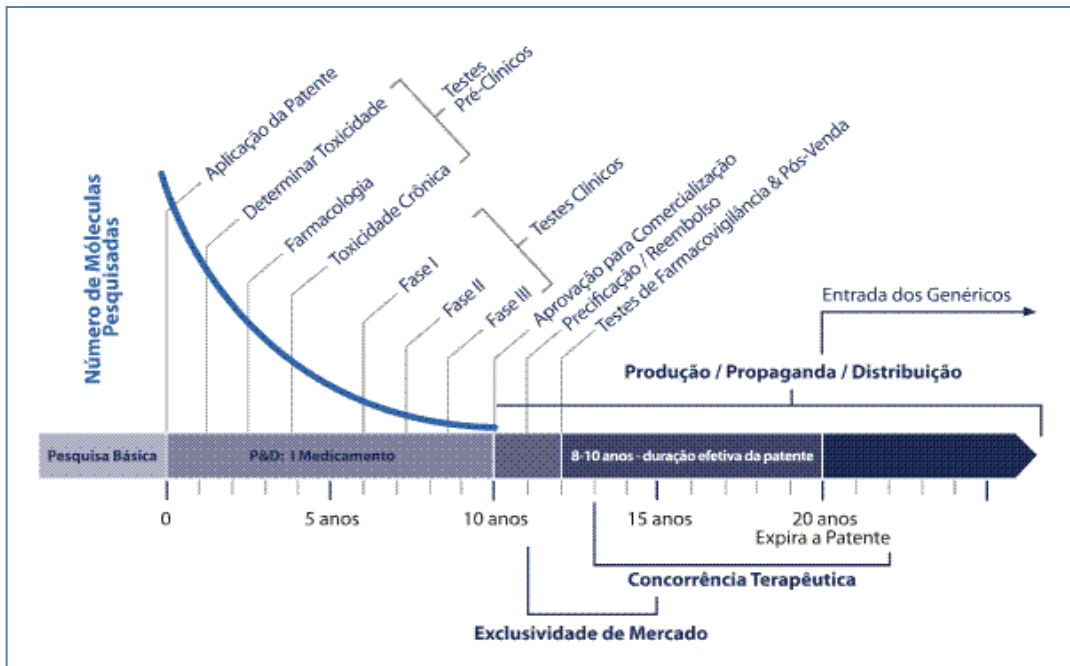 Número de Móleculas
Pesquisadas
Aplicação da Patente
Determinar Toxicidade
Farmacologia
Toxicidade Crônica
Testes
Pré-Clínicos
Fase I
Fase II
Fase III
Testes Clínicos
Aprovação para Comercialização
Precificação / Reembolso
Testes de Farmacovigilância & Pós-Venda
Entrada dos Genéricos
Produção / Propaganda / Distribuição
Pesquisa Básica
P&D: I Medicamento
8-10 anos - duração efetiva da patente
0
5 anos
10 anos
15 anos
20 anos
Expira a Patente
Concorrência Terapêutica
Exclusividade de Mercado